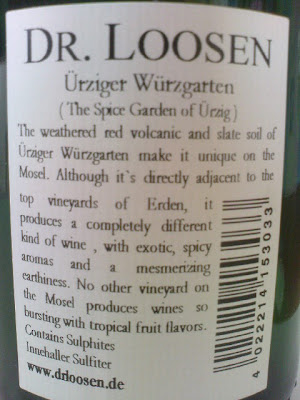 DR. LOOSEN
Ürziger Würzgarten
( The Spice Garden of Ürzig )
The weathered red volcanic and slate soil of
Ürziger Würzgarten make it unique on the
Mosel. Although it`s directly adjacent to the
top vineyards of Erden, it
produces a completely different
kind of wine , with exotic, spicy
aromas and a mesmerizing
earthiness. No other vineyard on
the Mosel produces wines so
bursting with tropical fruit flavors.
Contains Sulphites
Innehaller Sulfiter
www.drloosen.de
4 022214 153033